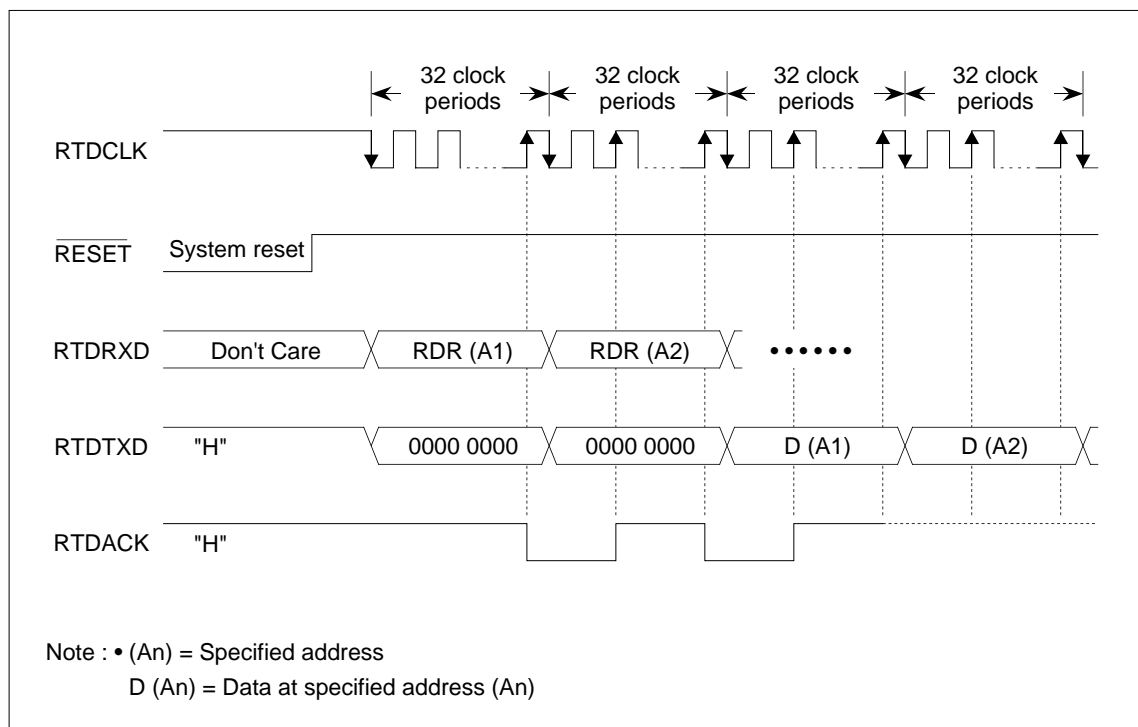 32 clock periods 32 clock periods 32 clock periods 32 clock periods
RTDCLK
RESET System reset
RTDRXD Don't Care RDR (A1) RDR (A2) ••••••
RTDTXD "H" 0000 0000 0000 0000 D (A1) D (A2)
RTDACK "H"
Note : • (An) = Specified address
D (An) = Data at specified address (An)